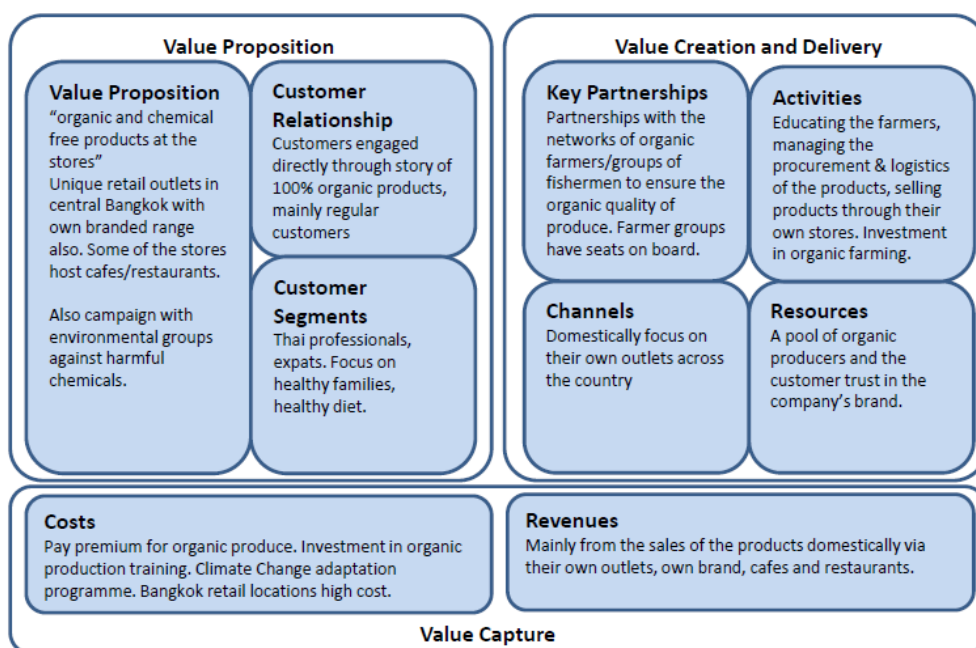 Value Proposition
Value Proposition
“organic and chemical
free products at the
stores”
Unique retail outlets in
central Bangkok with
own branded range
also. Some of the stores
host cafes/restaurants.
Also campaign with
environmental groups
against harmful
chemicals.
Customer
Relationship
Customers engaged
directly through story of
100% organic products,
mainly regular
customers
Customer
Segments
Thai professionals,
expats. Focus on
healthy families,
healthy diet.
Value Creation and Delivery
Key Partnerships
Partnerships with the
networks of organic
farmers/groups of
fishermen to ensure the
organic quality of
produce. Farmer groups
have seats on board.
Activities
Educating the farmers,
managing the
procurement & logistics
of the products, selling
products through their
own stores. Investment
in organic farming.
Channels
Domestically focus on
their own outlets across
the country
Resources
A pool of organic
producers and the
customer trust in the
company’s brand.
Costs
Pay premium for organic produce. Investment in organic
production training. Climate Change adaptation
programme. Bangkok retail locations high cost.
Revenues
Mainly from the sales of the products domestically via
their own outlets, own brand, cafes and restaurants.
Value Capture